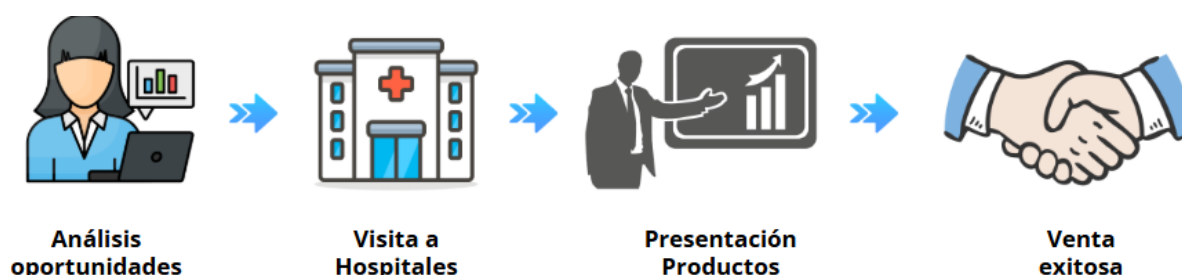 Análisis
oportunidades
Visita a
Hospitales
Presentación
Productos
Venta
exitosa